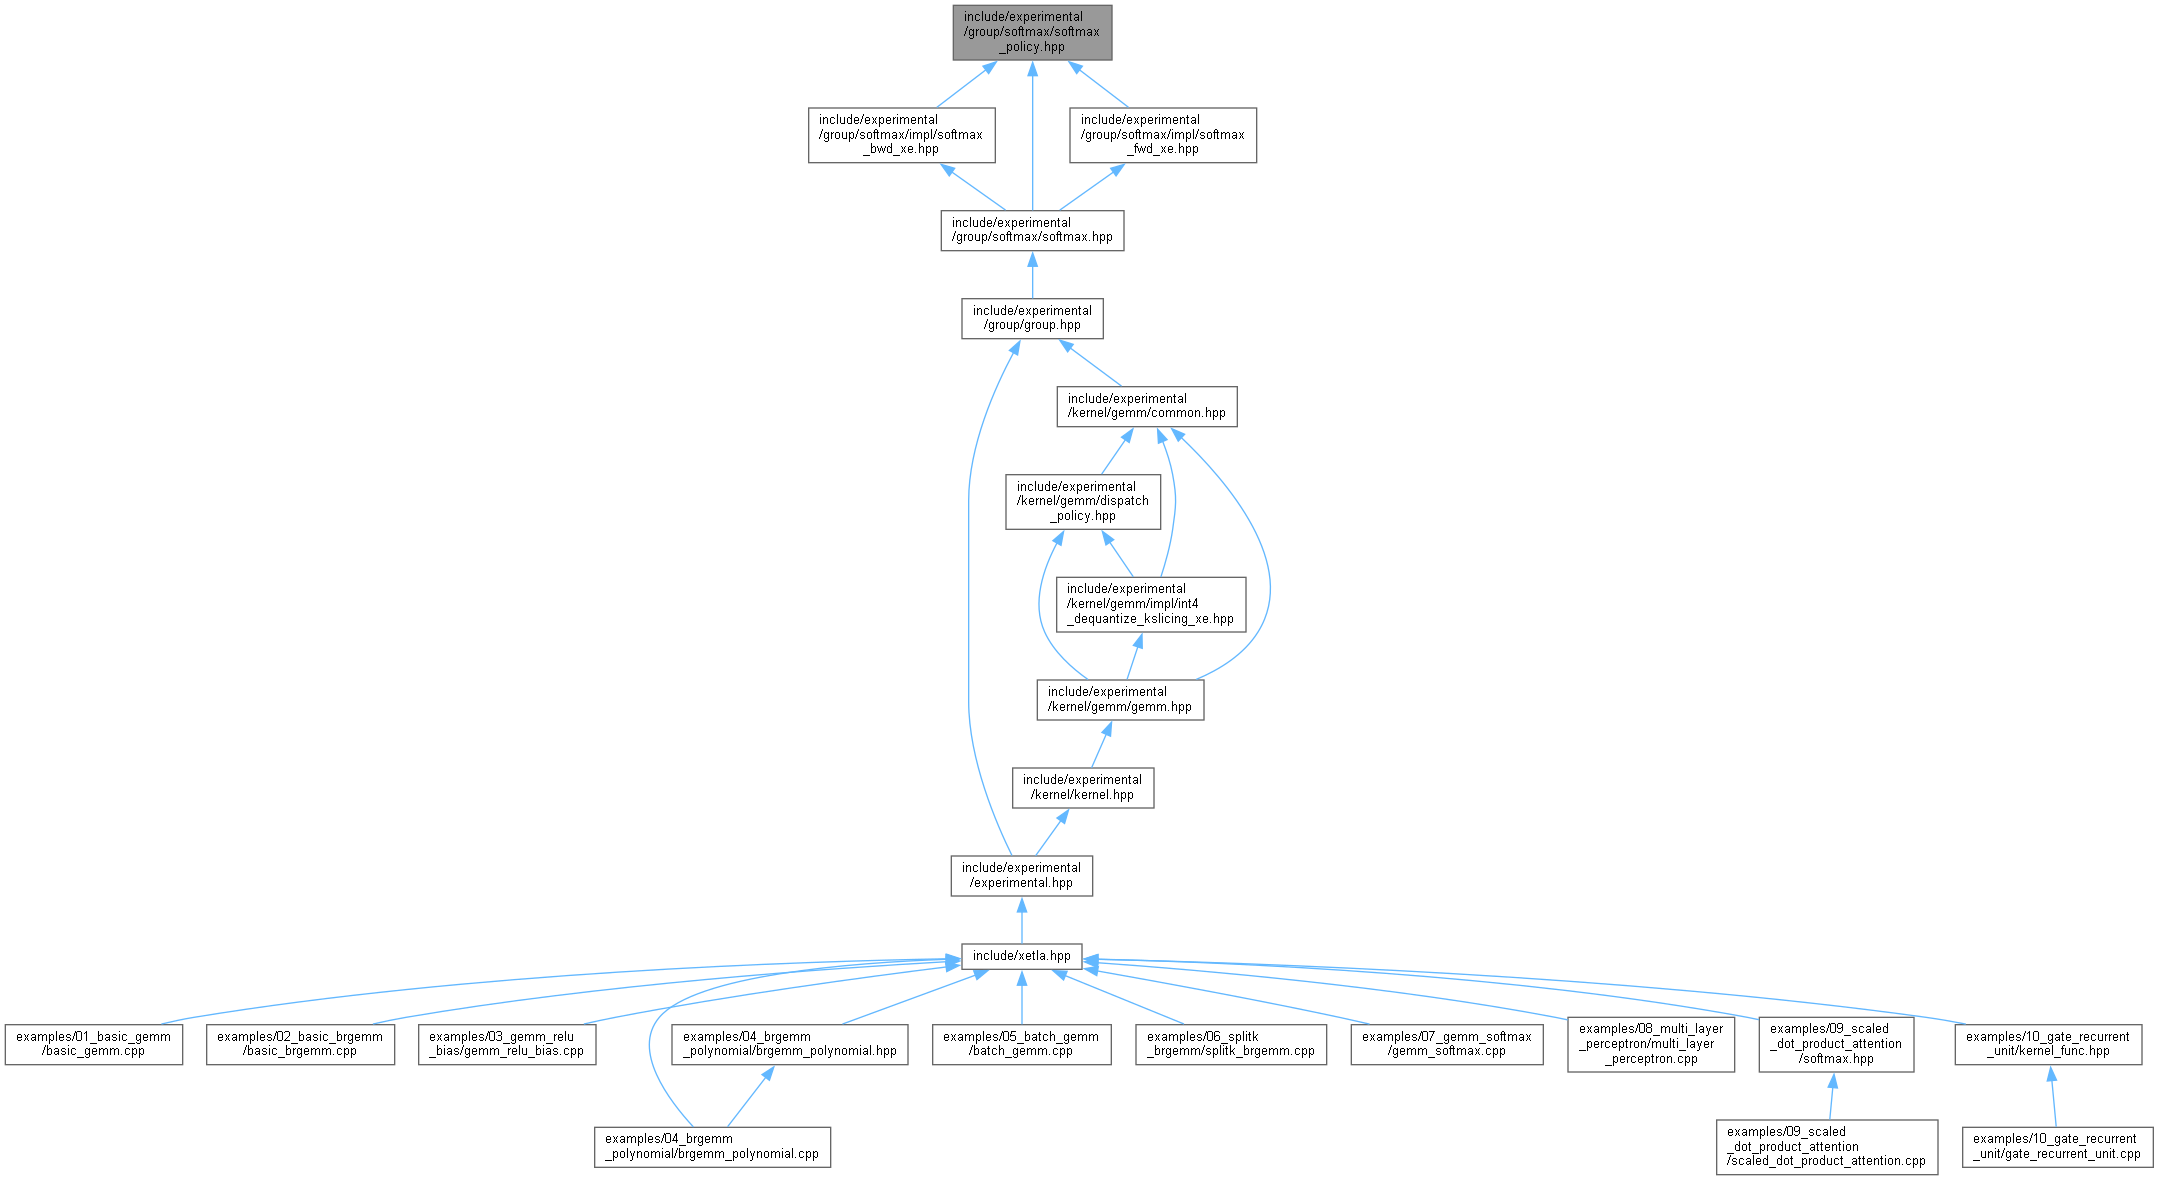 include/experimental
/group/softmax/softmax
_policy.hpp
include/experimental
/group/softmax/impl/softmax
_bwd_xe.hpp
include/experimental
/group/softmax/impl/softmax
_fwd_xe.hpp
include/experimental
/group/softmax/softmax.hpp
include/experimental
/group/group.hpp
include/experimental
/kernel/gemm/common.hpp
include/experimental
/kernel/gemm/dispatch
_policy.hpp
include/experimental
/kernel/gemm/impl/int4
_dequantize_kslicing_xe.hpp
include/experimental
/kernel/gemm/gemm.hpp
include/experimental
/kernel/kernel.hpp
include/experimental
/experimental.hpp
include/xetla.hpp
examples/01_basic_gemm
/basic_gemm.cpp
examples/02_basic_brgemm
/basic_brgemm.cpp
examples/03_gemm_relu
_bias/gemm_relu_bias.cpp
examples/04_brgemm
_polynomial/brgemm_polynomial.hpp
examples/05_batch_gemm
/batch_gemm.cpp
examples/06_splitk
_brgemm/splitk_brgemm.cpp
examples/07_gemm_softmax
/gemm_softmax.cpp
examples/08_multi_layer
_perceptron/multi_layer
_perceptron.cpp
examples/09_scaled
_dot_product_attention
/softmax.hpp
examples/10_gate_recurrent
_unit/kernel_func.hpp
examples/04_brgemm
_polynomial/brgemm_polynomial.cpp
examples/09_scaled
_dot_product_attention
/scaled_dot_product_attention.cpp
examples/10_gate_recurrent
_unit/gate_recurrent_unit.cpp